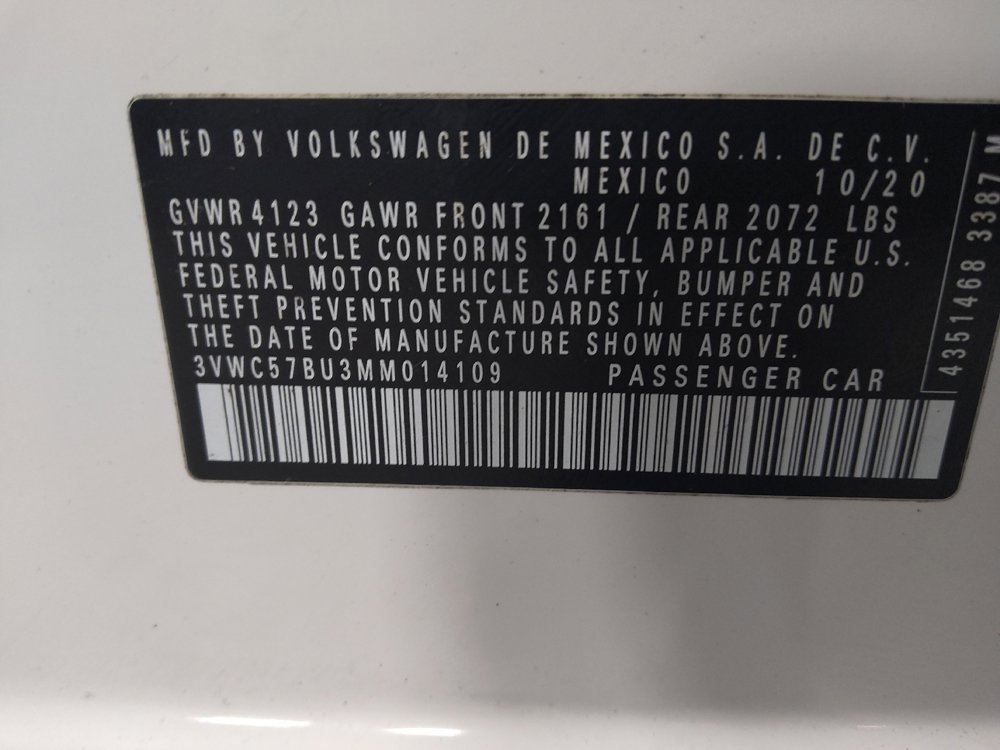 MFD BY VOLKSWAGEN DE MEXICO S.A. DE C.V.
MEXICO 10/20
GVWR 4123 GAWR FRONT 2161 / REAR 2072 LBS
THIS VEHICLE CONFORMS TO ALL APPLICABLE U.S.
FEDERAL MOTOR VEHICLE SAFETY, BUMPER AND
THEFT PREVENTION STANDARDS IN EFFECT ON
THE DATE OF MANUFACTURE SHOWN ABOVE.
3VWC57BU3MM014109 PASSENGER CAR
4351468 3387 M